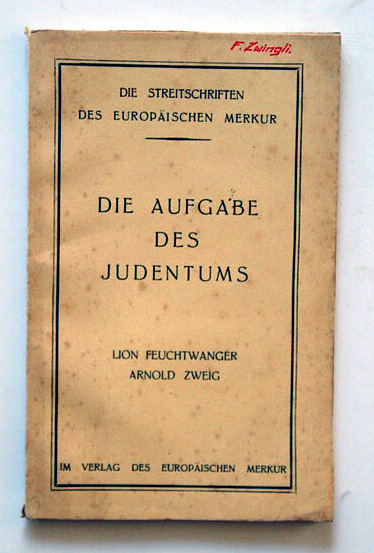 F. Zwingli.
DIE STREITSCHRIFTEN
DES EUROPÄISCHEN MERKUR
DIE AUFGABE
DES
JUDENTUMS
LION FEUCHTWANGER
ARNOLD ZWEIG
IM VERLAG DES EUROPÄISCHEN MERKUR